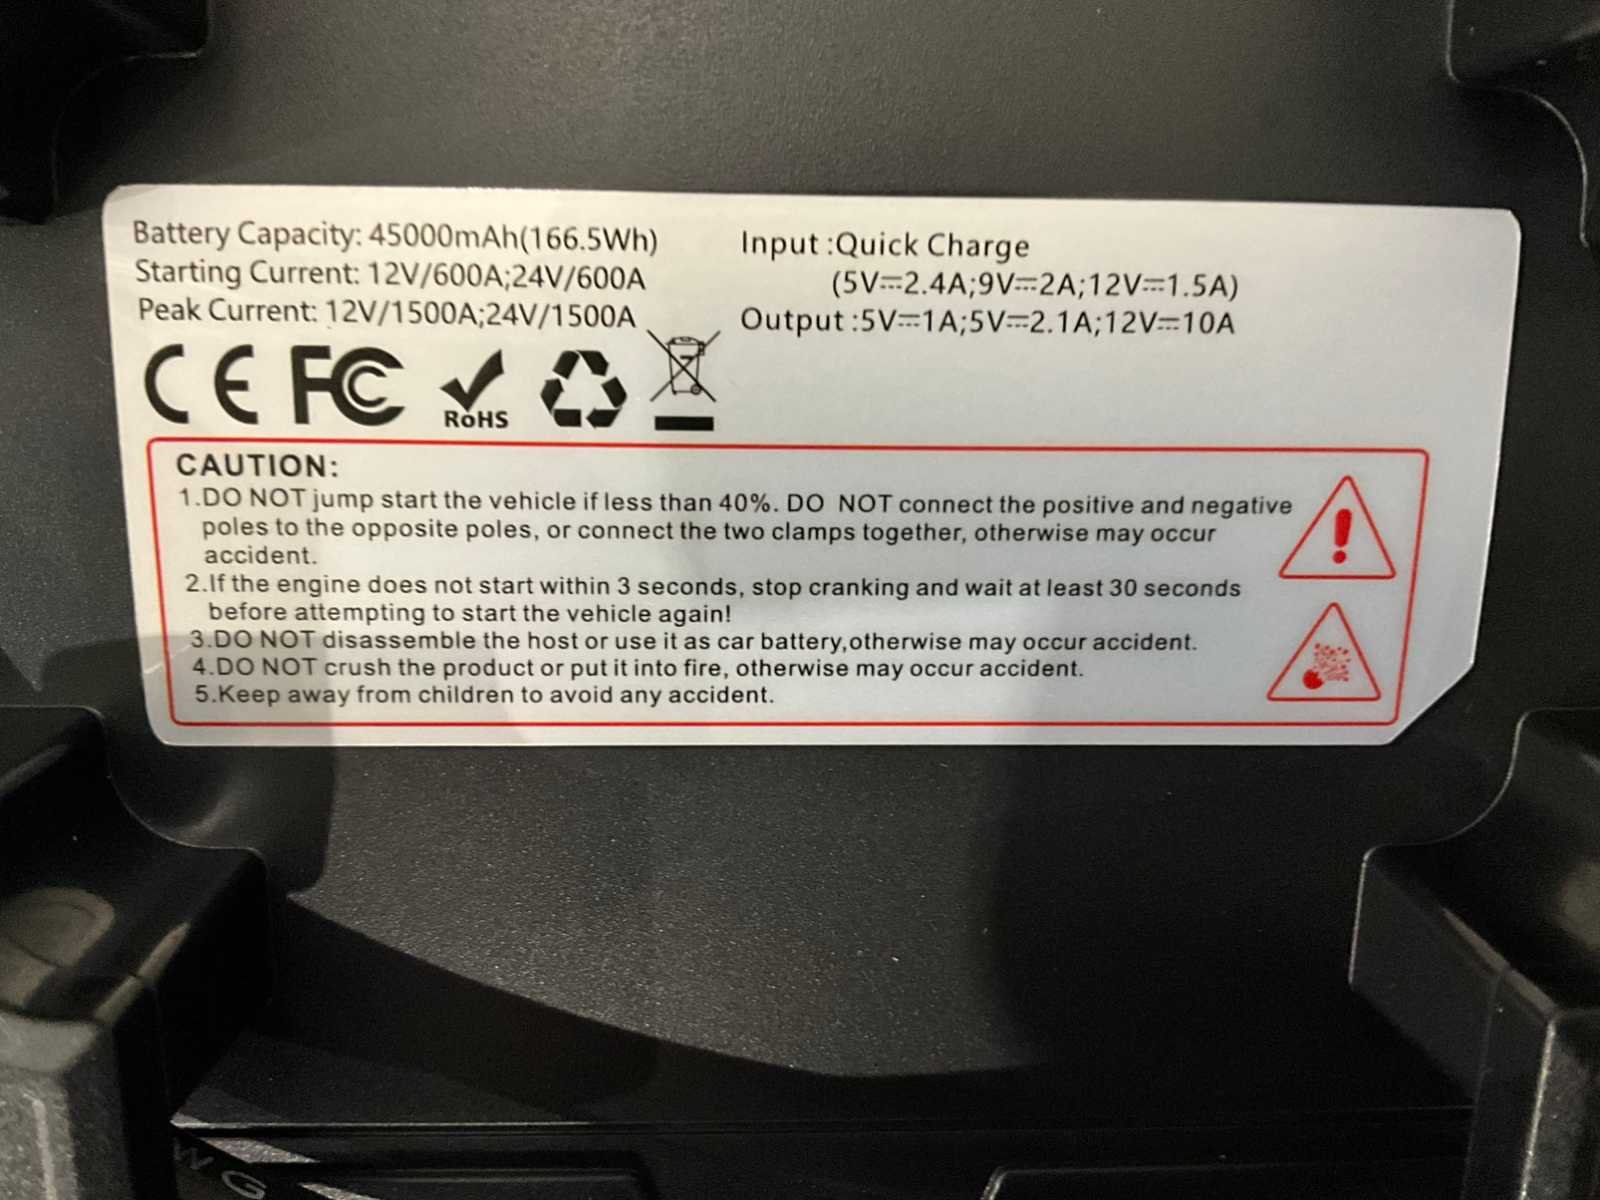 Battery Capacity: 45000mAh(166.5Wh)
Starting Current: 12V/600A;24V/600A
Peak Current: 12V/1500A;24V/1500A
Input :Quick Charge
(5V⎓2.4A;9V⎓2A;12V⎓1.5A)
Output :5V⎓1A;5V⎓2.1A;12V⎓10A
CE FC RoHS
CAUTION:
1.DO NOT jump start the vehicle if less than 40%. DO NOT connect the positive and negative
poles to the opposite poles, or connect the two clamps together, otherwise may occur
accident.
2.If the engine does not start within 3 seconds, stop cranking and wait at least 30 seconds
before attempting to start the vehicle again!
3.DO NOT disassemble the host or use it as car battery,otherwise may occur accident.
4.DO NOT crush the product or put it into fire, otherwise may occur accident.
5.Keep away from children to avoid any accident.
W G